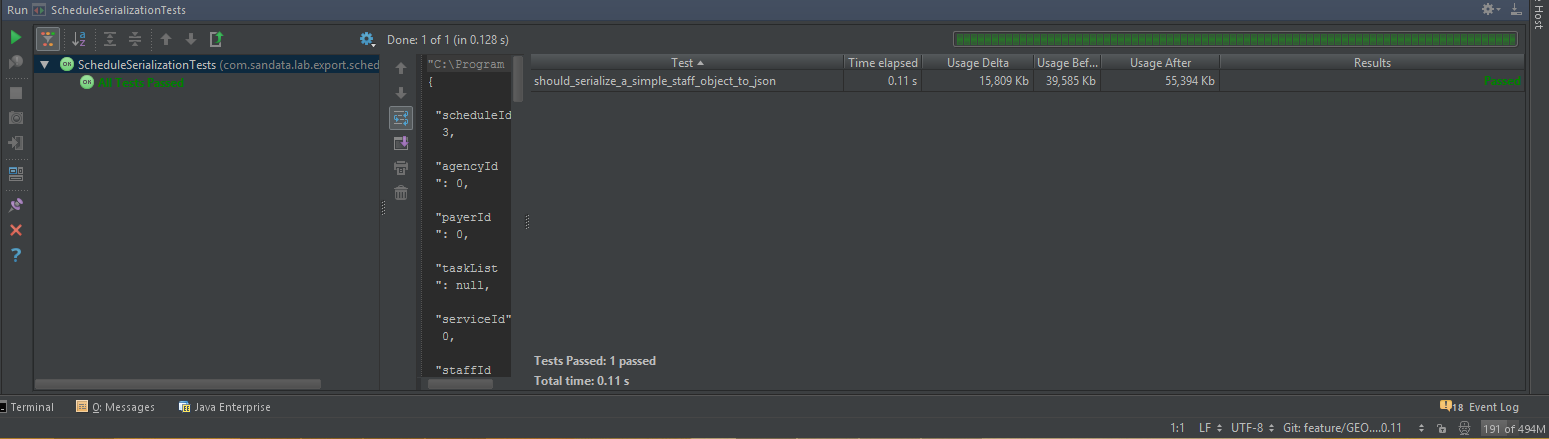 Run ScheduleSerializationTests
Host
Done: 1 of 1 (in 0.128 s)
ScheduleSerializationTests (com.sandata.lab.export.sched
All Tests Passed
"C:\Program
{
"scheduleId
3,
"agencyId
": 0,
"payerId
": 0,
"taskList
": null,
"serviceId"
0,
"staffId
Test Time elapsed Usage Delta Usage Bef... Usage After Results
should_serialize_a_simple_staff_object_to_json 0.11 s 15,809 Kb 39,585 Kb 55,394 Kb Passed
Tests Passed: 1 passed
Total time: 0.11 s
Terminal 0: Messages Java Enterprise 18 Event Log
1:1 LF UTF-8 Git: feature/GEO....0.11 191 of 494M